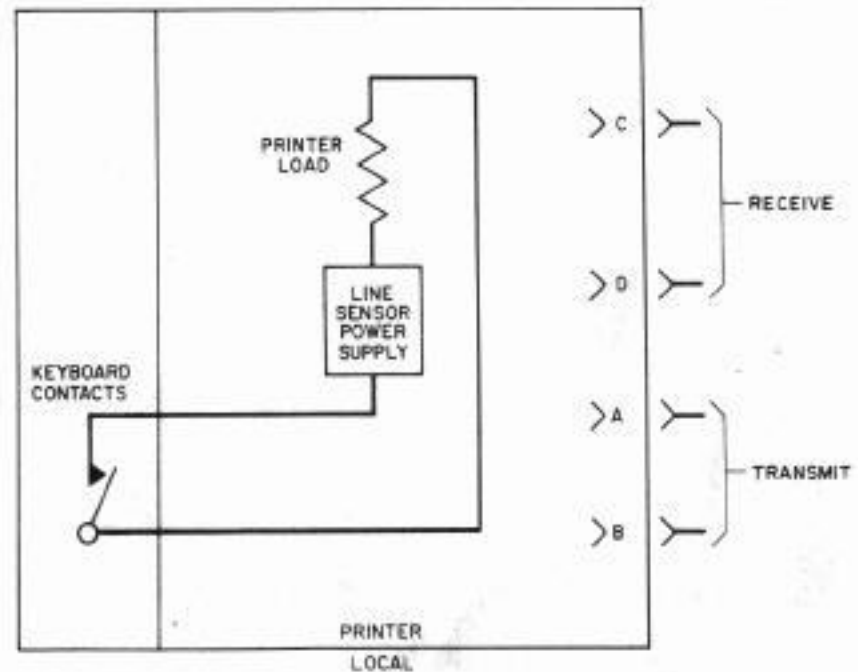 PRINTER
LOAD
C
RECEIVE
D
LINE
SENSOR
POWER
SUPPLY
KEYBOARD
CONTACTS
A
TRANSMIT
B
PRINTER
LOCAL